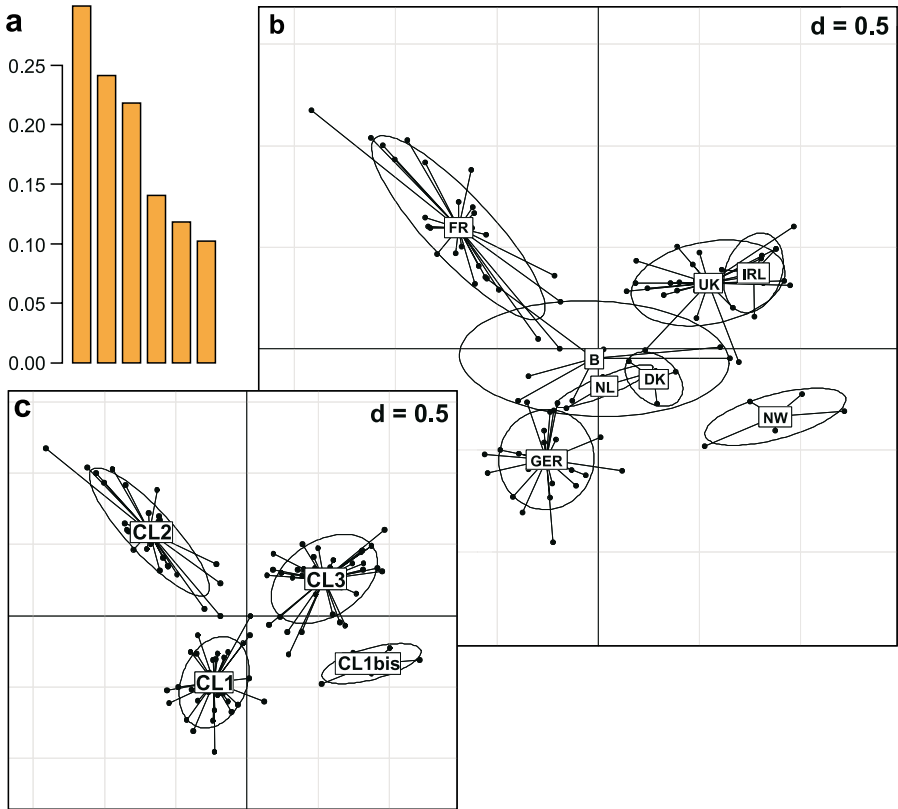 a
0.25
0.20
0.15
0.10
0.05
0.00
b
d = 0.5
FR
UK
IRL
B
NL
DK
NW
GER
c
d = 0.5
CL2
CL3
CL1bis
CL1